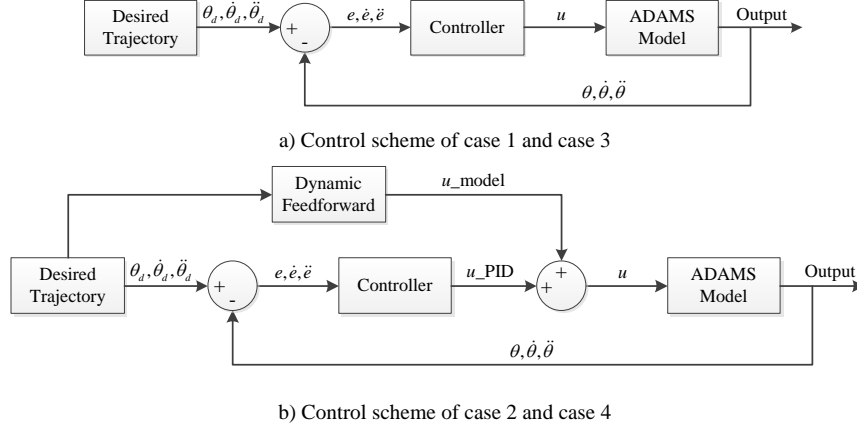 Desired
Trajectory
θ_d, θ̇_d, θ̈_d
+
-
e, ė, ë
Controller
u
ADAMS
Model
Output
θ, θ̇, θ̈
a) Control scheme of case 1 and case 3
Dynamic
Feedforward
u_model
Desired
Trajectory
θ_d, θ̇_d, θ̈_d
+
-
e, ė, ë
Controller
u_PID
+
+
u
ADAMS
Model
Output
θ, θ̇, θ̈
b) Control scheme of case 2 and case 4